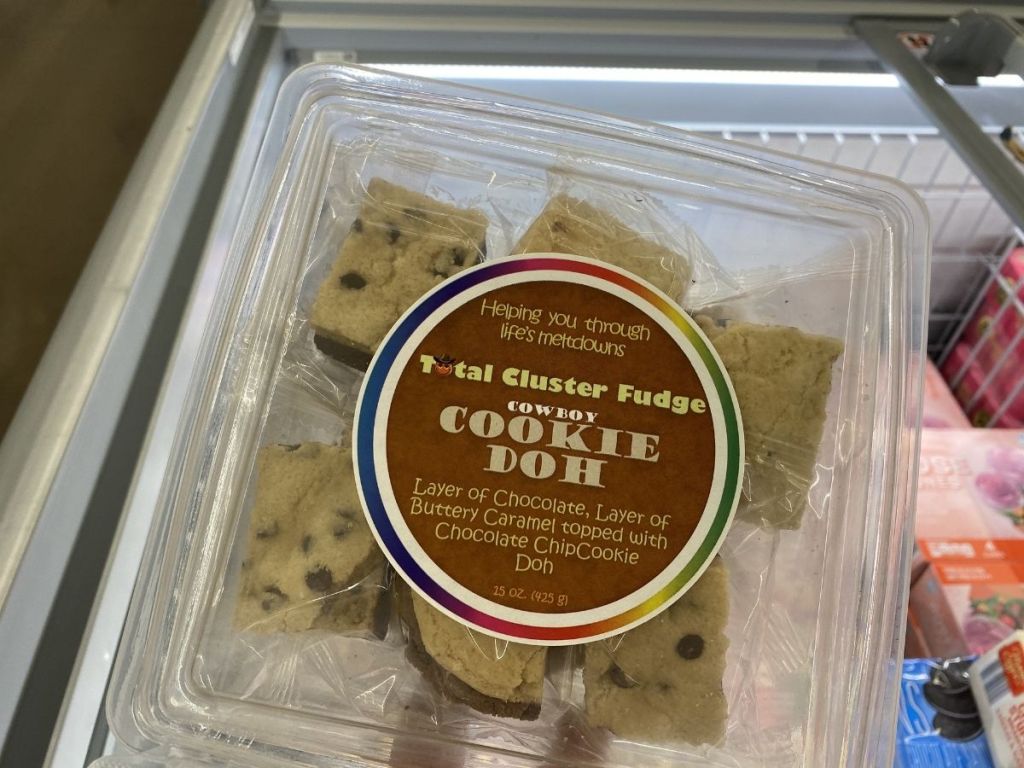 Helping you through
life's meltdowns
Total Cluster Fudge
COWBOY
COOKIE
DOH
Layer of Chocolate, Layer of
Buttery Caramel topped with
Chocolate ChipCookie
Doh
15 oz. (425 g)